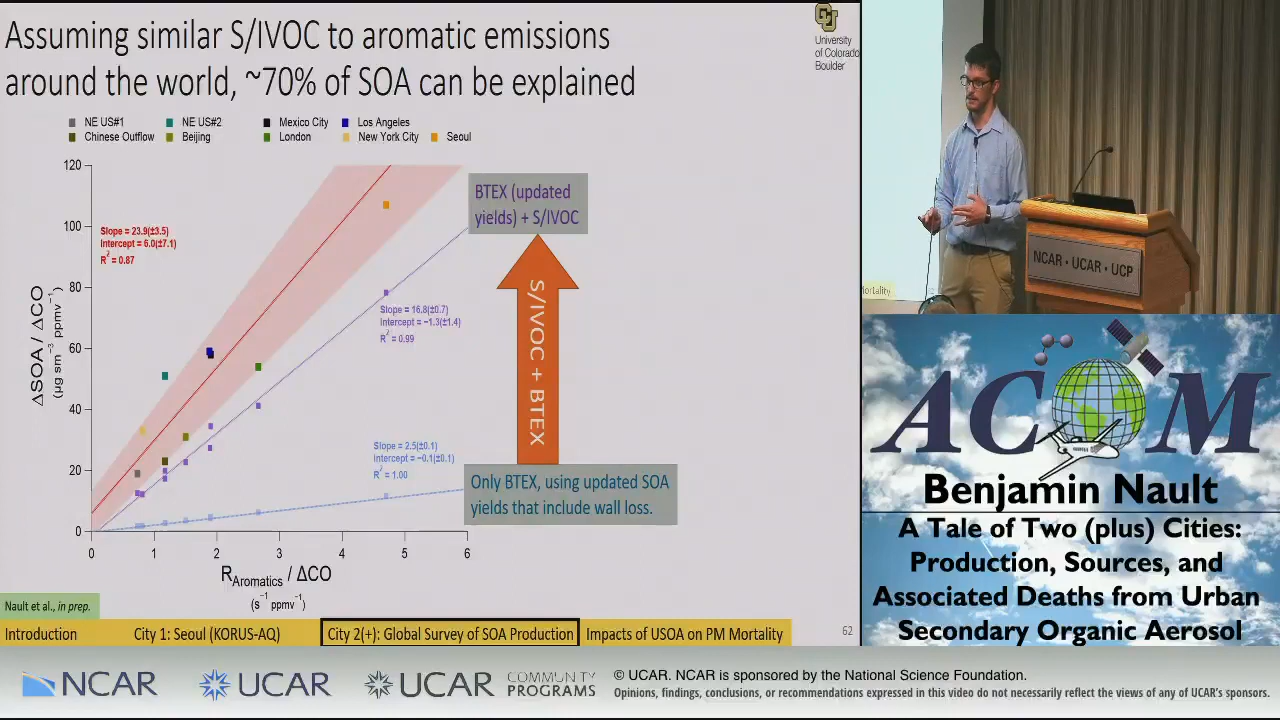 Assuming similar S/IVOC to aromatic emissions
around the world, ~70% of SOA can be explained
University
of Colorado
Boulder
NE US#1 NE US#2 Mexico City Los Angeles
Chinese Outflow Beijing London New York City Seoul
120
100
80
60
40
20
0
ΔSOA / ΔCO
(µg sm⁻³ ppmv⁻¹)
Slope = 23.9(±3.5)
Intercept = 6.0(±7.1)
R² = 0.87
Slope = 16.8(±0.7)
Intercept = −1.3(±1.4)
R² = 0.99
Slope = 2.5(±0.1)
Intercept = −0.1(±0.1)
R² = 1.00
0 1 2 3 4 5 6
R Aromatics / ΔCO
(s⁻¹ ppmv⁻¹)
BTEX (updated
yields) + S/IVOC
S/IVOC + BTEX
Only BTEX, using updated SOA
yields that include wall loss.
Nault et al., in prep.
Introduction City 1: Seoul (KORUS-AQ) City 2(+): Global Survey of SOA Production Impacts of USOA on PM Mortality
62
NCAR • UCAR • UCP
ACOM
Benjamin Nault
A Tale of Two (plus) Cities:
Production, Sources, and
Associated Deaths from Urban
Secondary Organic Aerosol
NCAR UCAR UCAR COMMUNITY
PROGRAMS
© UCAR. NCAR is sponsored by the National Science Foundation.
Opinions, findings, conclusions, or recommendations expressed in this video do not necessarily reflect the views of any of UCAR's sponsors.